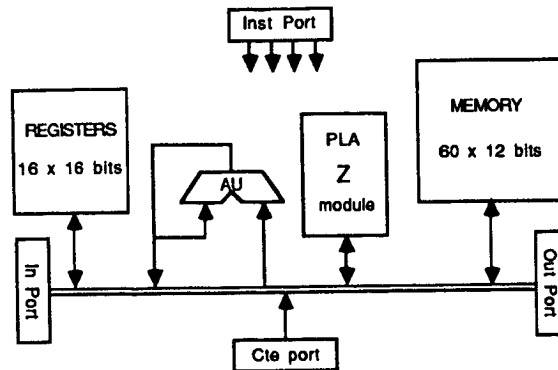 Inst Port
REGISTERS
16 x 16 bits
AU
PLA
Z
module
MEMORY
60 x 12 bits
In Port
Out Port
Cte port